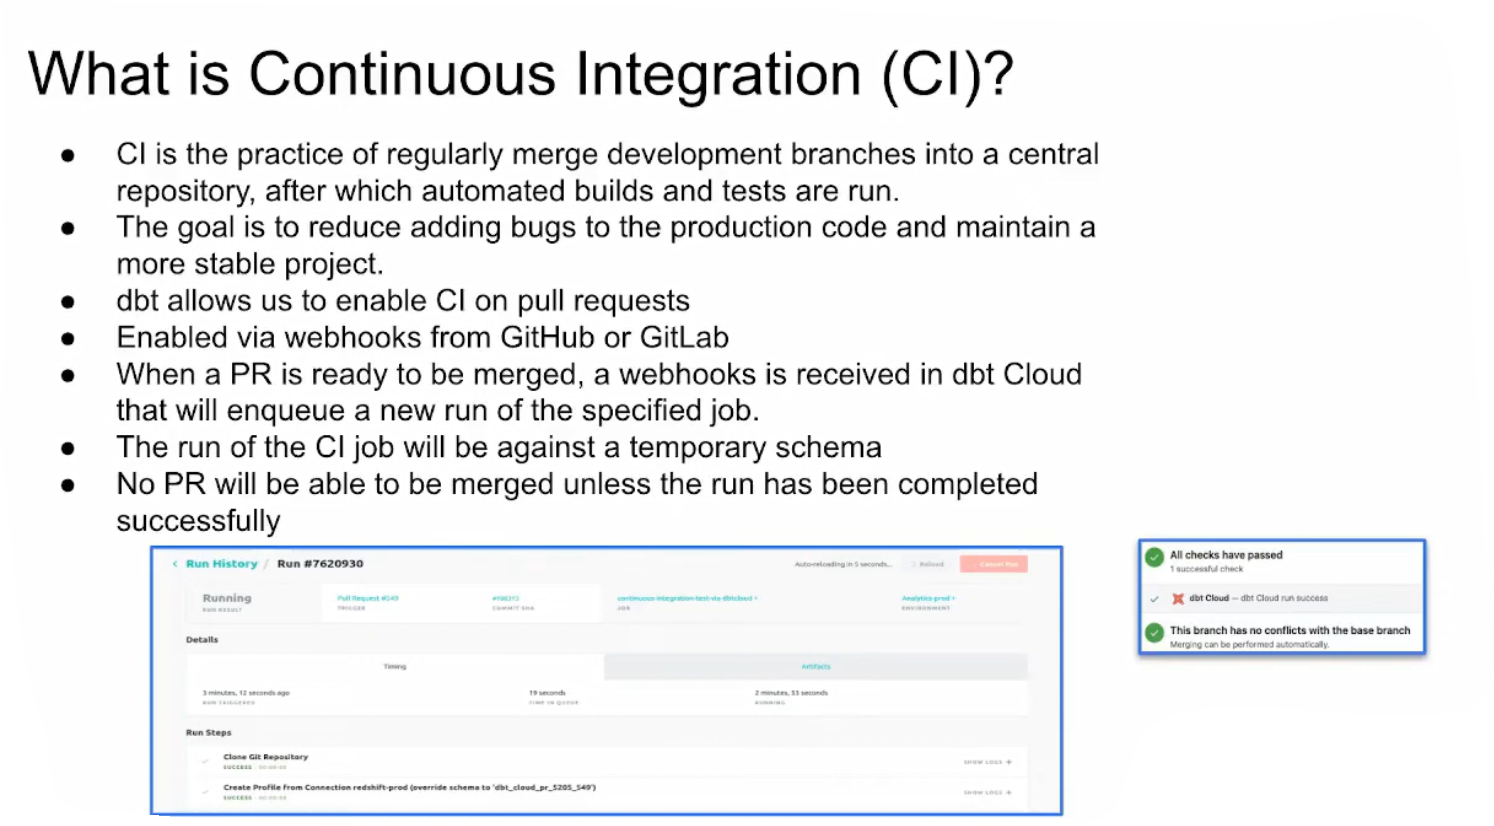 What is Continuous Integration (CI)?
● CI is the practice of regularly merge development branches into a central
repository, after which automated builds and tests are run.
● The goal is to reduce adding bugs to the production code and maintain a
more stable project.
● dbt allows us to enable CI on pull requests
● Enabled via webhooks from GitHub or GitLab
● When a PR is ready to be merged, a webhooks is received in dbt Cloud
that will enqueue a new run of the specified job.
● The run of the CI job will be against a temporary schema
● No PR will be able to be merged unless the run has been completed
successfully
< Run History / Run #7620930
Auto-reloading in 5 seconds...
Reload
Cancel Run
Running
RUN RESULT
Pull Request #549
TRIGGER
COMMIT SHA
continuous-integration-test-via-dbtcloud
JOB
Analytics-prod
ENVIRONMENT
Details
Timing
Artifacts
3 minutes, 12 seconds ago
RUN TRIGGERED
19 seconds
TIME IN QUEUE
2 minutes, 53 seconds
RUNNING
Run Steps
Clone Git Repository
SUCCESS 00:00:00
SHOW LOGS +
Create Profile from Connection redshift-prod (override schema to 'dbt_cloud_pr_5205_549')
SUCCESS 00:00:00
SHOW LOGS +
All checks have passed
1 successful check
dbt Cloud — dbt Cloud run success
This branch has no conflicts with the base branch
Merging can be performed automatically.